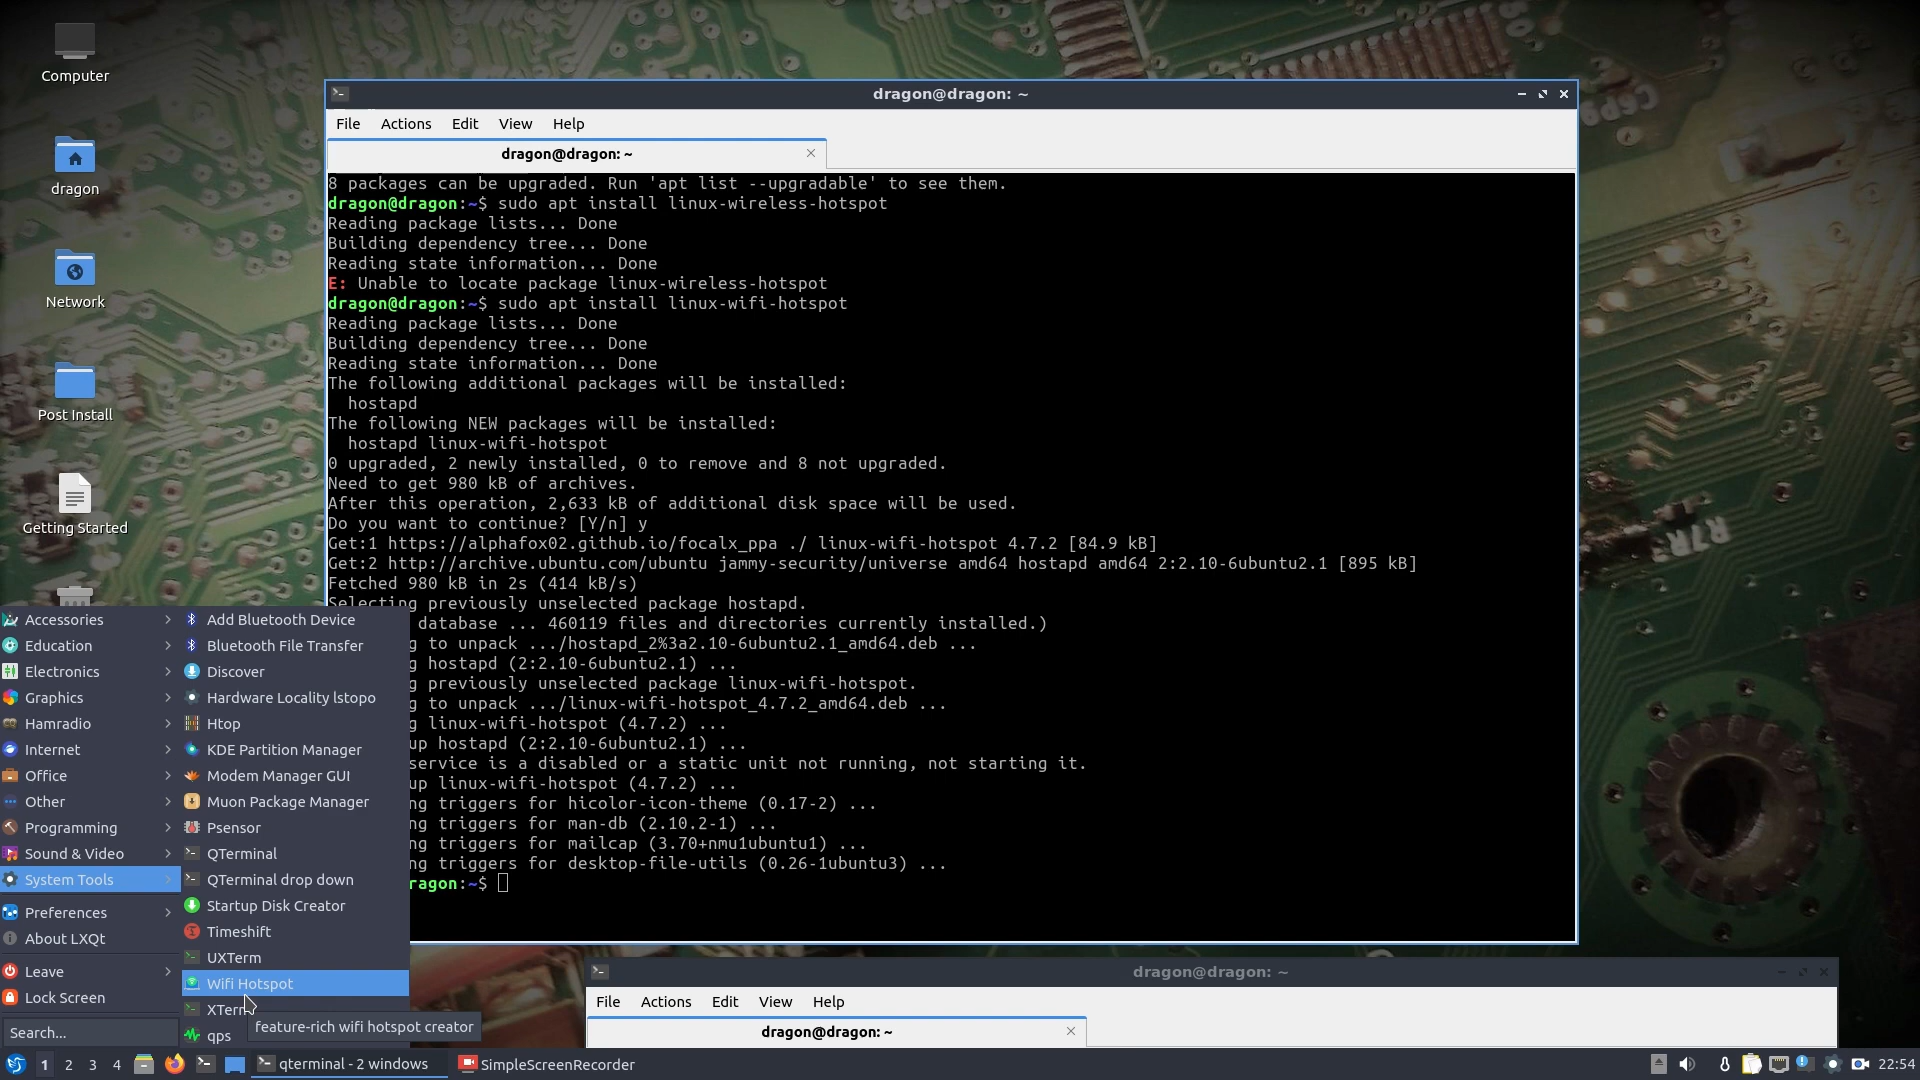 Computer
dragon
Network
Post Install
Getting Started
dragon@dragon: ~
File Actions Edit View Help
dragon@dragon: ~
8 packages can be upgraded. Run 'apt list --upgradable' to see them.
dragon@dragon:~$ sudo apt install linux-wireless-hotspot
Reading package lists... Done
Building dependency tree... Done
Reading state information... Done
E: Unable to locate package linux-wireless-hotspot
dragon@dragon:~$ sudo apt install linux-wifi-hotspot
Reading package lists... Done
Building dependency tree... Done
Reading state information... Done
The following additional packages will be installed:
hostapd
The following NEW packages will be installed:
hostapd linux-wifi-hotspot
0 upgraded, 2 newly installed, 0 to remove and 8 not upgraded.
Need to get 980 kB of archives.
After this operation, 2,633 kB of additional disk space will be used.
Do you want to continue? [Y/n] y
Get:1 https://alphafox02.github.io/focalx_ppa ./ linux-wifi-hotspot 4.7.2 [84.9 kB]
Get:2 http://archive.ubuntu.com/ubuntu jammy-security/universe amd64 hostapd amd64 2:2.10-6ubuntu2.1 [895 kB]
Fetched 980 kB in 2s (414 kB/s)
Selecting previously unselected package hostapd.
database ... 460119 files and directories currently installed.)
g to unpack .../hostapd_2%3a2.10-6ubuntu2.1_amd64.deb ...
g hostapd (2:2.10-6ubuntu2.1) ...
g previously unselected package linux-wifi-hotspot.
g to unpack .../linux-wifi-hotspot_4.7.2_amd64.deb ...
g linux-wifi-hotspot (4.7.2) ...
up hostapd (2:2.10-6ubuntu2.1) ...
service is a disabled or a static unit not running, not starting it.
up linux-wifi-hotspot (4.7.2) ...
ng triggers for hicolor-icon-theme (0.17-2) ...
ng triggers for man-db (2.10.2-1) ...
ng triggers for mailcap (3.70+nmu1ubuntu1) ...
ng triggers for desktop-file-utils (0.26-1ubuntu3) ...
ragon:~$
Accessories
Education
Electronics
Graphics
Hamradio
Internet
Office
Other
Programming
Sound & Video
System Tools
Preferences
About LXQt
Leave
Lock Screen
Search...
Add Bluetooth Device
Bluetooth File Transfer
Discover
Hardware Locality lstopo
Htop
KDE Partition Manager
Modem Manager GUI
Muon Package Manager
Psensor
QTerminal
QTerminal drop down
Startup Disk Creator
Timeshift
UXTerm
Wifi Hotspot
XTerm
qps
feature-rich wifi hotspot creator
dragon@dragon: ~
File Actions Edit View Help
dragon@dragon: ~
1 2 3 4 qterminal - 2 windows SimpleScreenRecorder 22:54